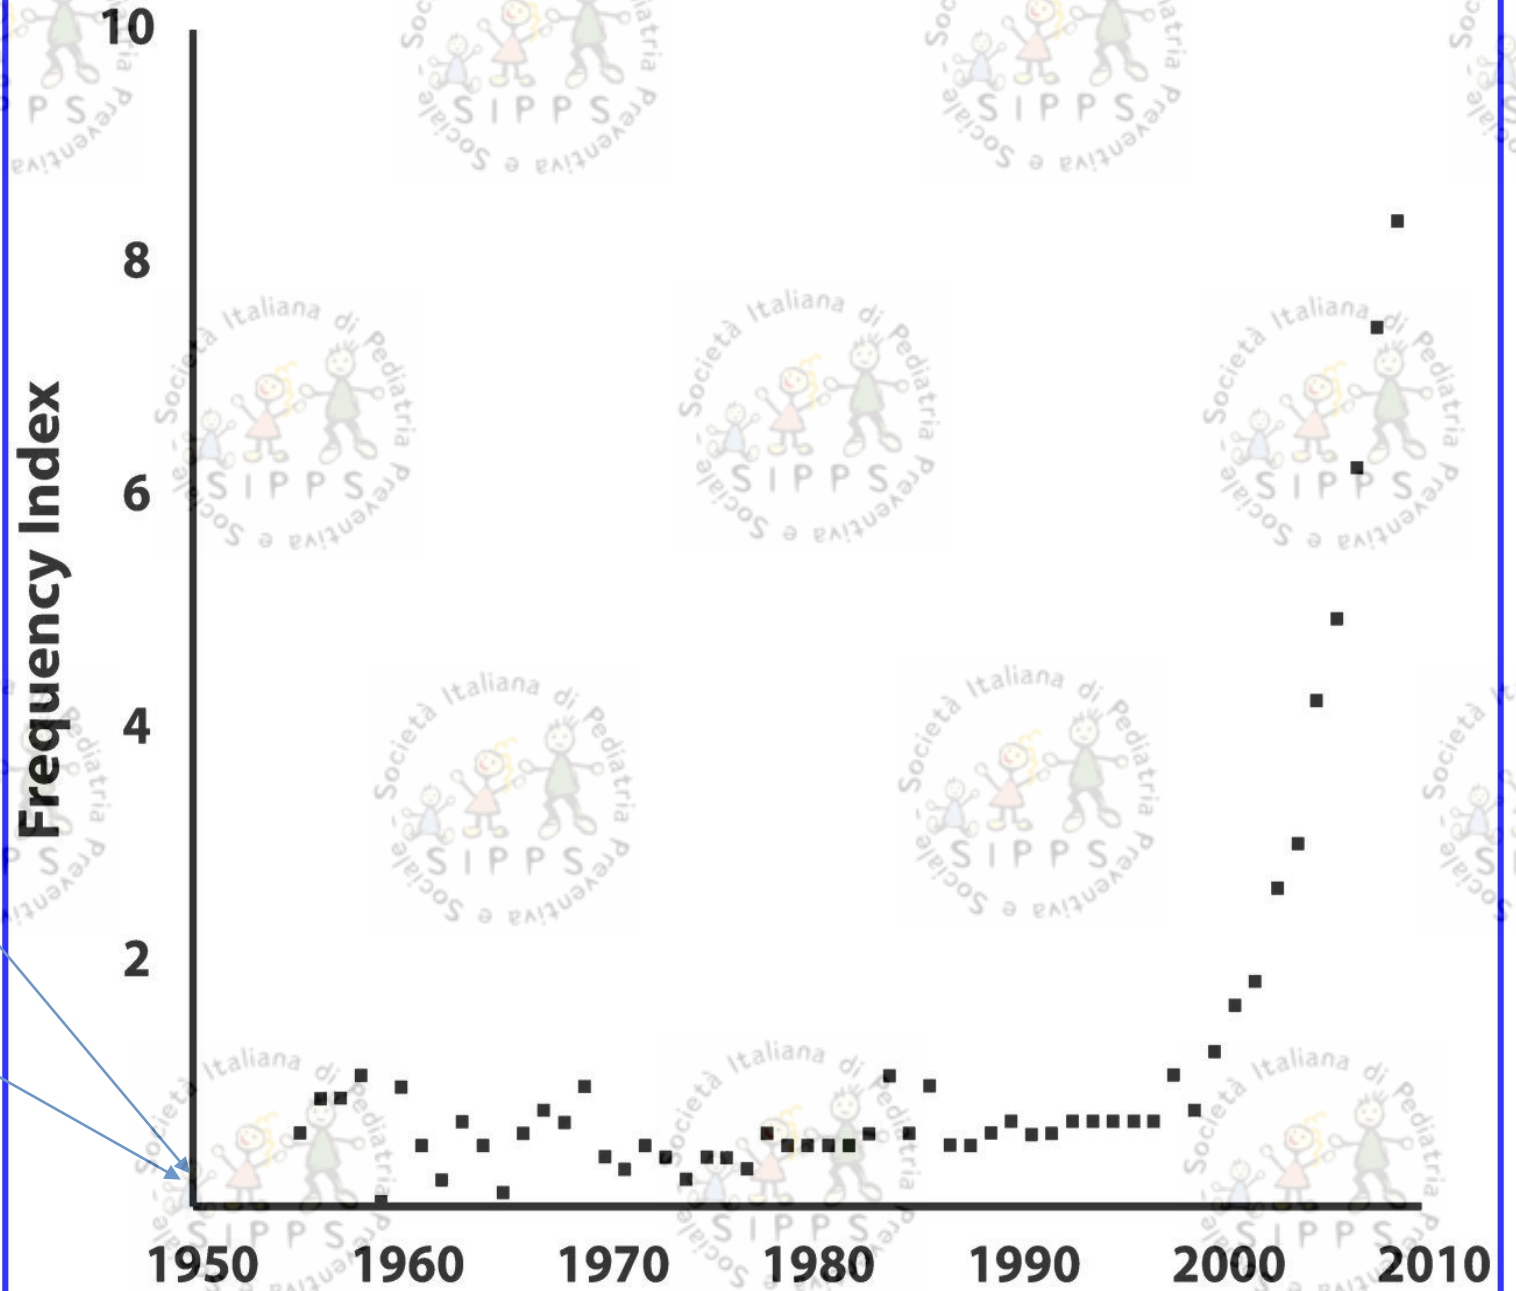 10
8
6
4
2
Frequency Index
1950 1960 1970 1980 1990 2000 2010
Società Italiana di Pediatria Preventiva e Sociale -
SIPPS